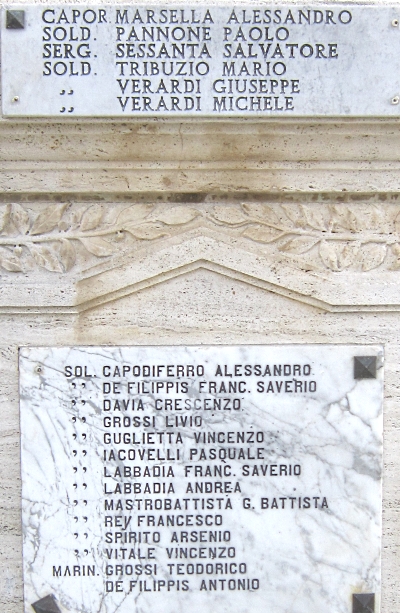 CAPOR. MARSELLA ALESSANDRO
SOLD. PANNONE PAOLO
SERG. SESSANTA SALVATORE
SOLD. TRIBUZIO MARIO
„ VERARDI GIUSEPPE
„ VERARDI MICHELE
SOL. CAPODIFERRO ALESSANDRO
” DE FILIPPIS FRANC. SAVERIO
” DAVIA CRESCENZO
” GROSSI LIVIO
” GUGLIETTA VINCENZO
” IACOVELLI PASQUALE
” LABBADIA FRANC. SAVERIO
” LABBADIA ANDREA
” MASTROBATTISTA G. BATTISTA
” REA FRANCESCO
” SPIRITO ARSENIO
” VITALE VINCENZO
MARIN. GROSSI TEODORICO
DE FILIPPIS ANTONIO